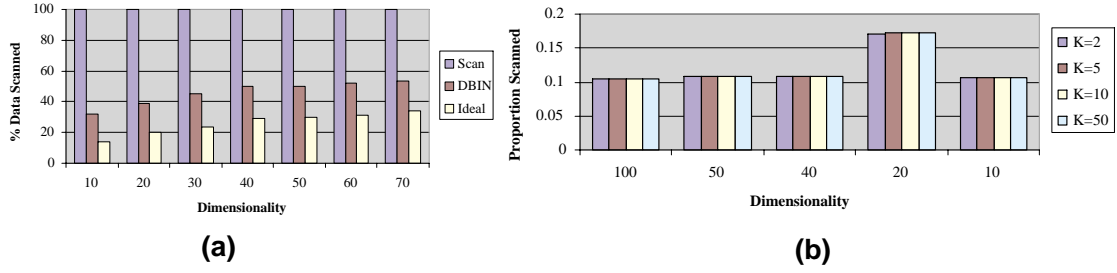 % Data Scanned
100
80
60
40
20
0
10 20 30 40 50 60 70
Dimensionality
Scan
DBIN
Ideal
(a)
Proportion Scanned
0.2
0.15
0.1
0.05
0
100 50 40 20 10
Dimensionality
K=2
K=5
K=10
K=50
(b)